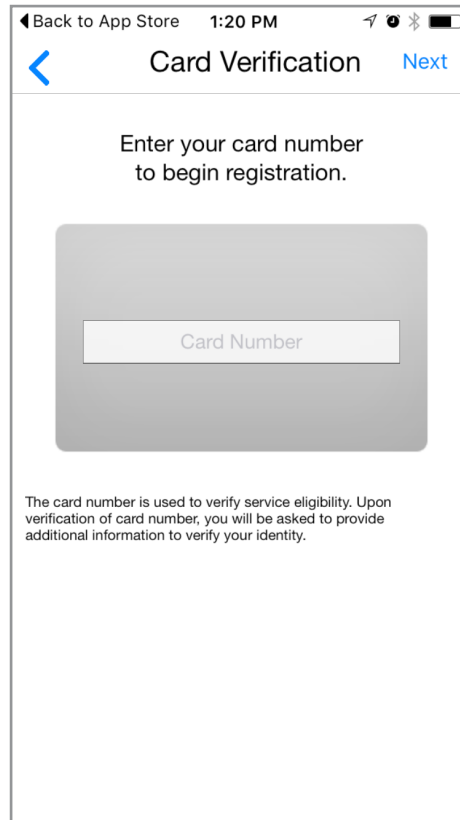 Back to App Store 1:20 PM
Card Verification Next
Enter your card number
to begin registration.
Card Number
The card number is used to verify service eligibility. Upon
verification of card number, you will be asked to provide
additional information to verify your identity.